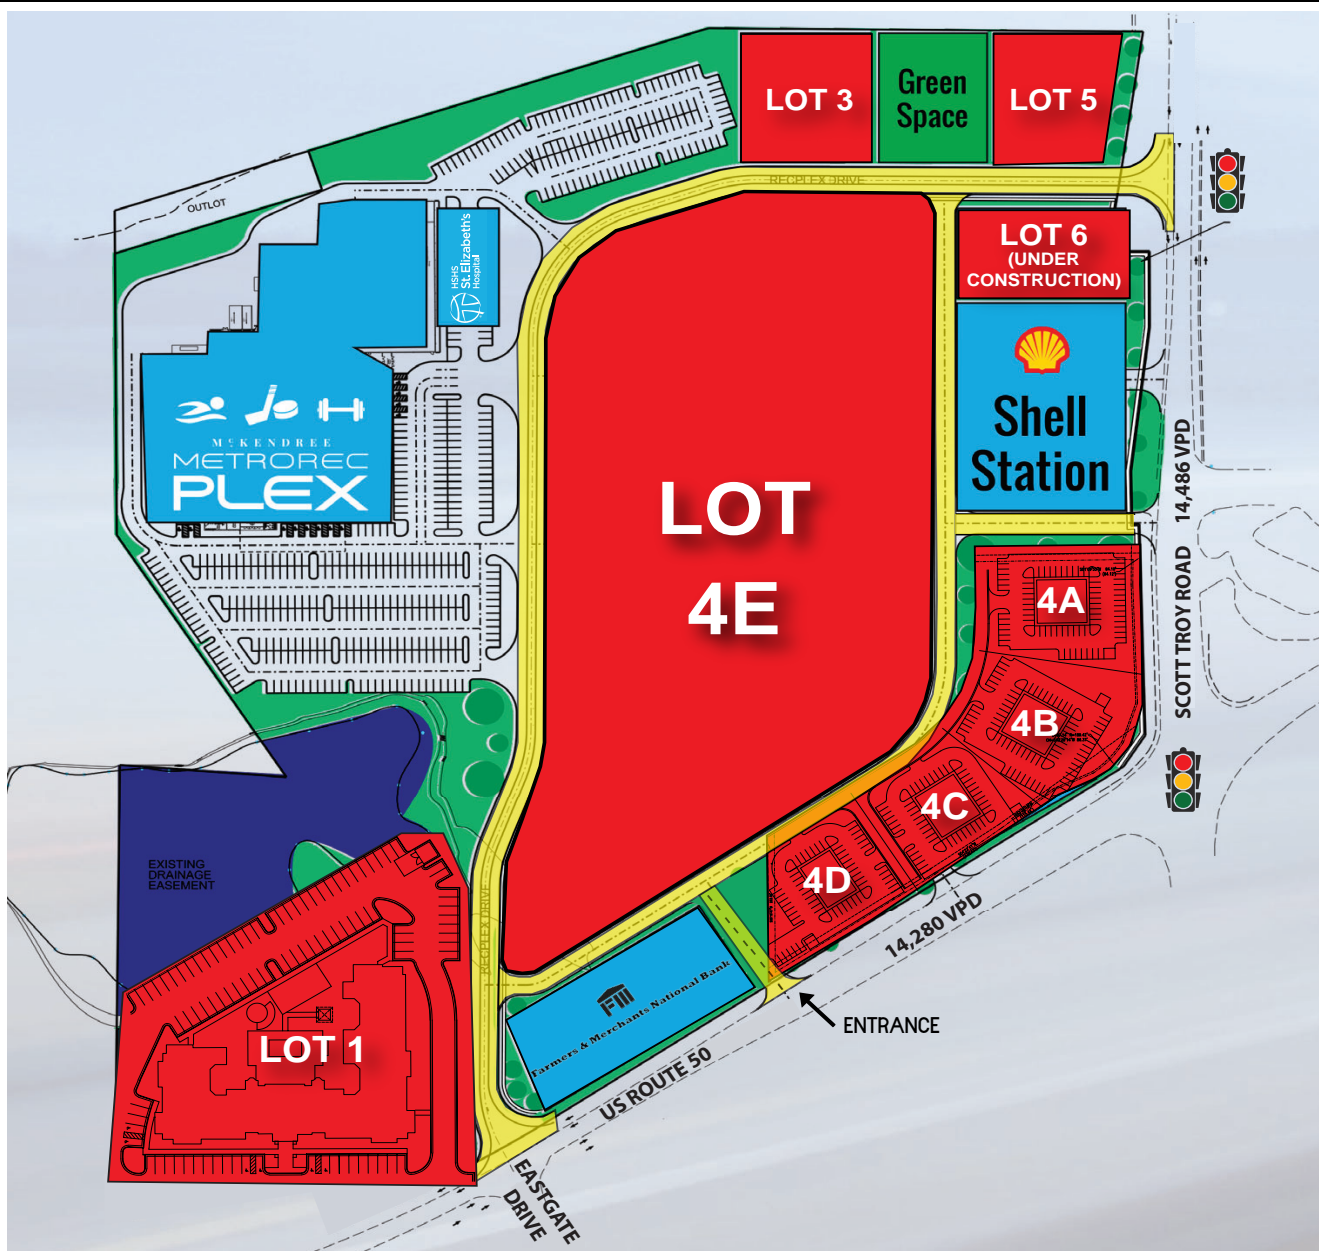 LOT 3
Green
Space
LOT 5
RECPLEX DRIVE
OUTLOT
HSHS
St. Elizabeth's
Hospital
LOT 6
(UNDER
CONSTRUCTION)
Shell
Station
McKENDREE
METROREC
PLEX
LOT
4E
14,486 VPD
SCOTT TROY ROAD
4A
4B
4C
4D
14,280 VPD
EXISTING
DRAINAGE
EASEMENT
RECPLEX DRIVE
FM
Farmers & Merchants National Bank
ENTRANCE
LOT 1
US ROUTE 50
EASTGATE
DRIVE